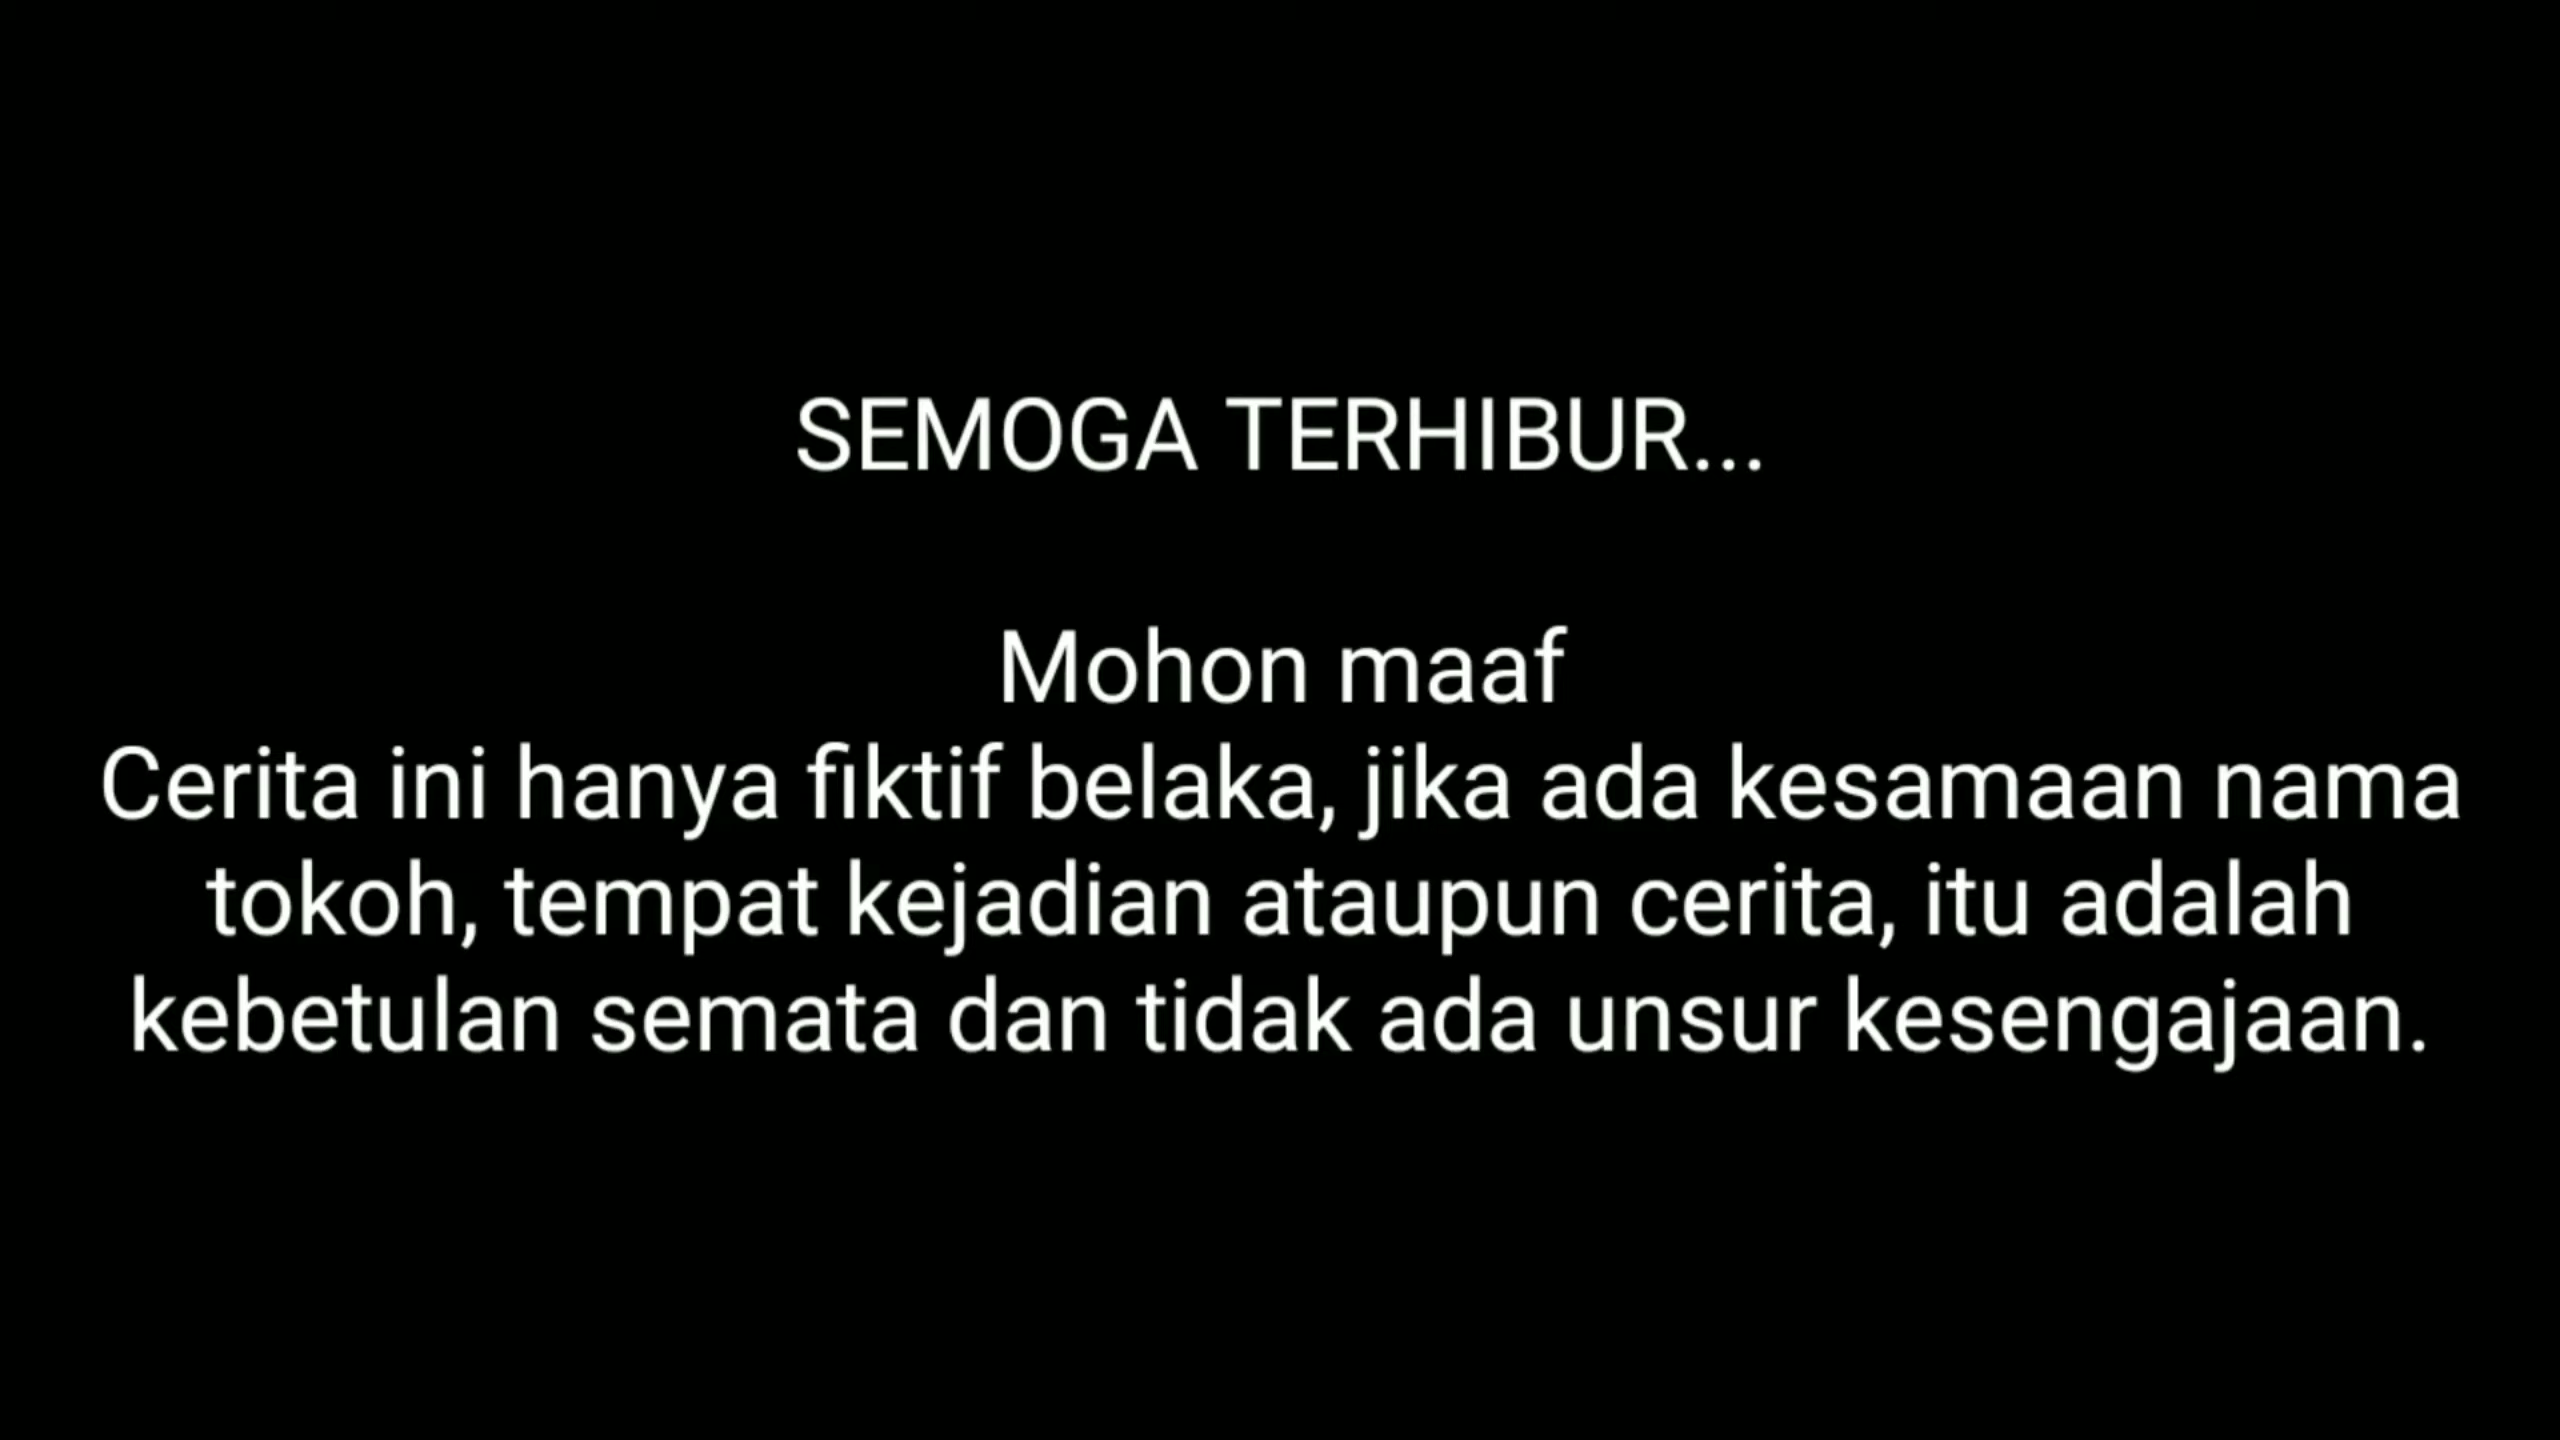 SEMOGA TERHIBUR...
Mohon maaf
Cerita ini hanya fiktif belaka, jika ada kesamaan nama
tokoh, tempat kejadian ataupun cerita, itu adalah
kebetulan semata dan tidak ada unsur kesengajaan.